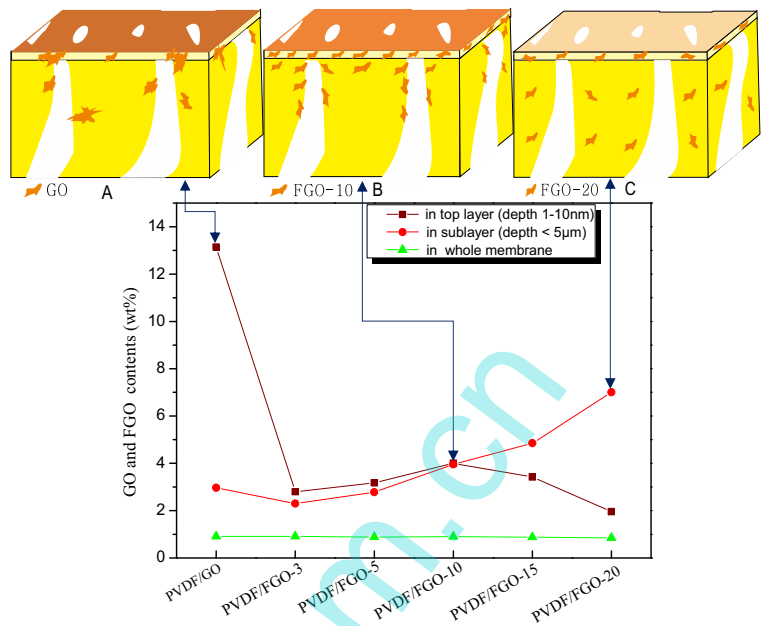 GO A
FGO-10 B
FGO-20 C
in top layer (depth 1-10nm)
in sublayer (depth < 5μm)
in whole membrane
GO and FGO contents (wt%)
14
12
10
8
6
4
2
0
PVDF/GO
PVDF/FGO-3
PVDF/FGO-5
PVDF/FGO-10
PVDF/FGO-15
PVDF/FGO-20
m.cn